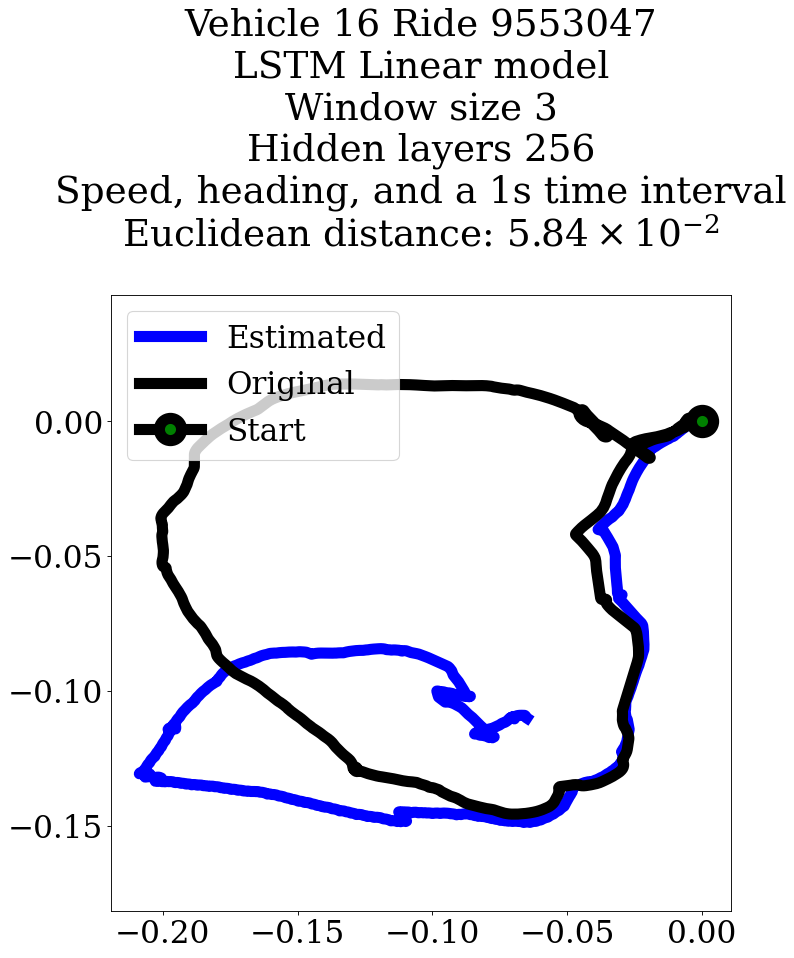 Vehicle 16 Ride 9553047
LSTM Linear model
Window size 3
Hidden layers 256
Speed, heading, and a 1s time interval
Euclidean distance: 5.84 × 10⁻²
Estimated
Original
Start
0.00
−0.05
−0.10
−0.15
−0.20 −0.15 −0.10 −0.05 0.00